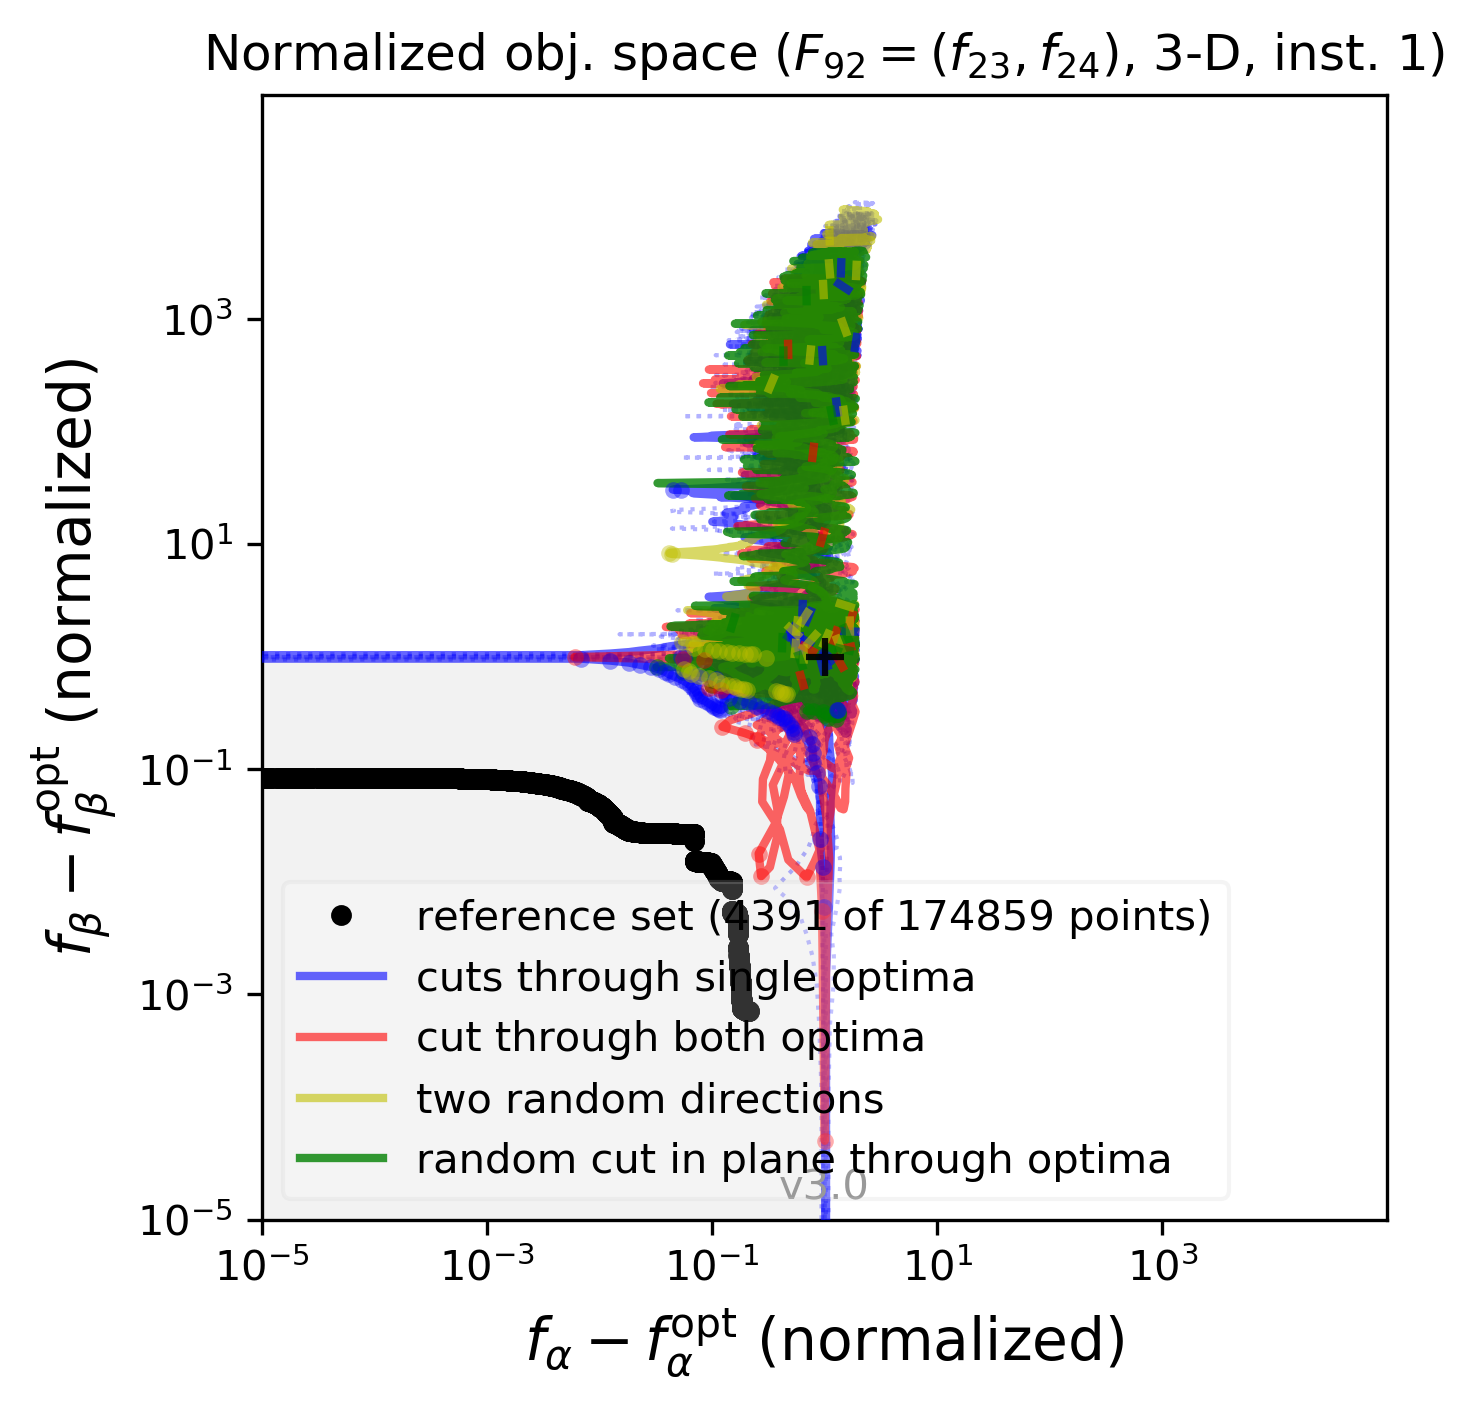 Normalized obj. space (F₉₂ = (f₂₃, f₂₄), 3-D, inst. 1)
f_β − f_β^opt (normalized)
10³
10¹
10⁻¹
10⁻³
10⁻⁵
reference set (4391 of 174859 points)
cuts through single optima
cut through both optima
two random directions
random cut in plane through optima
v3.0
10⁻⁵ 10⁻³ 10⁻¹ 10¹ 10³
f_α − f_α^opt (normalized)